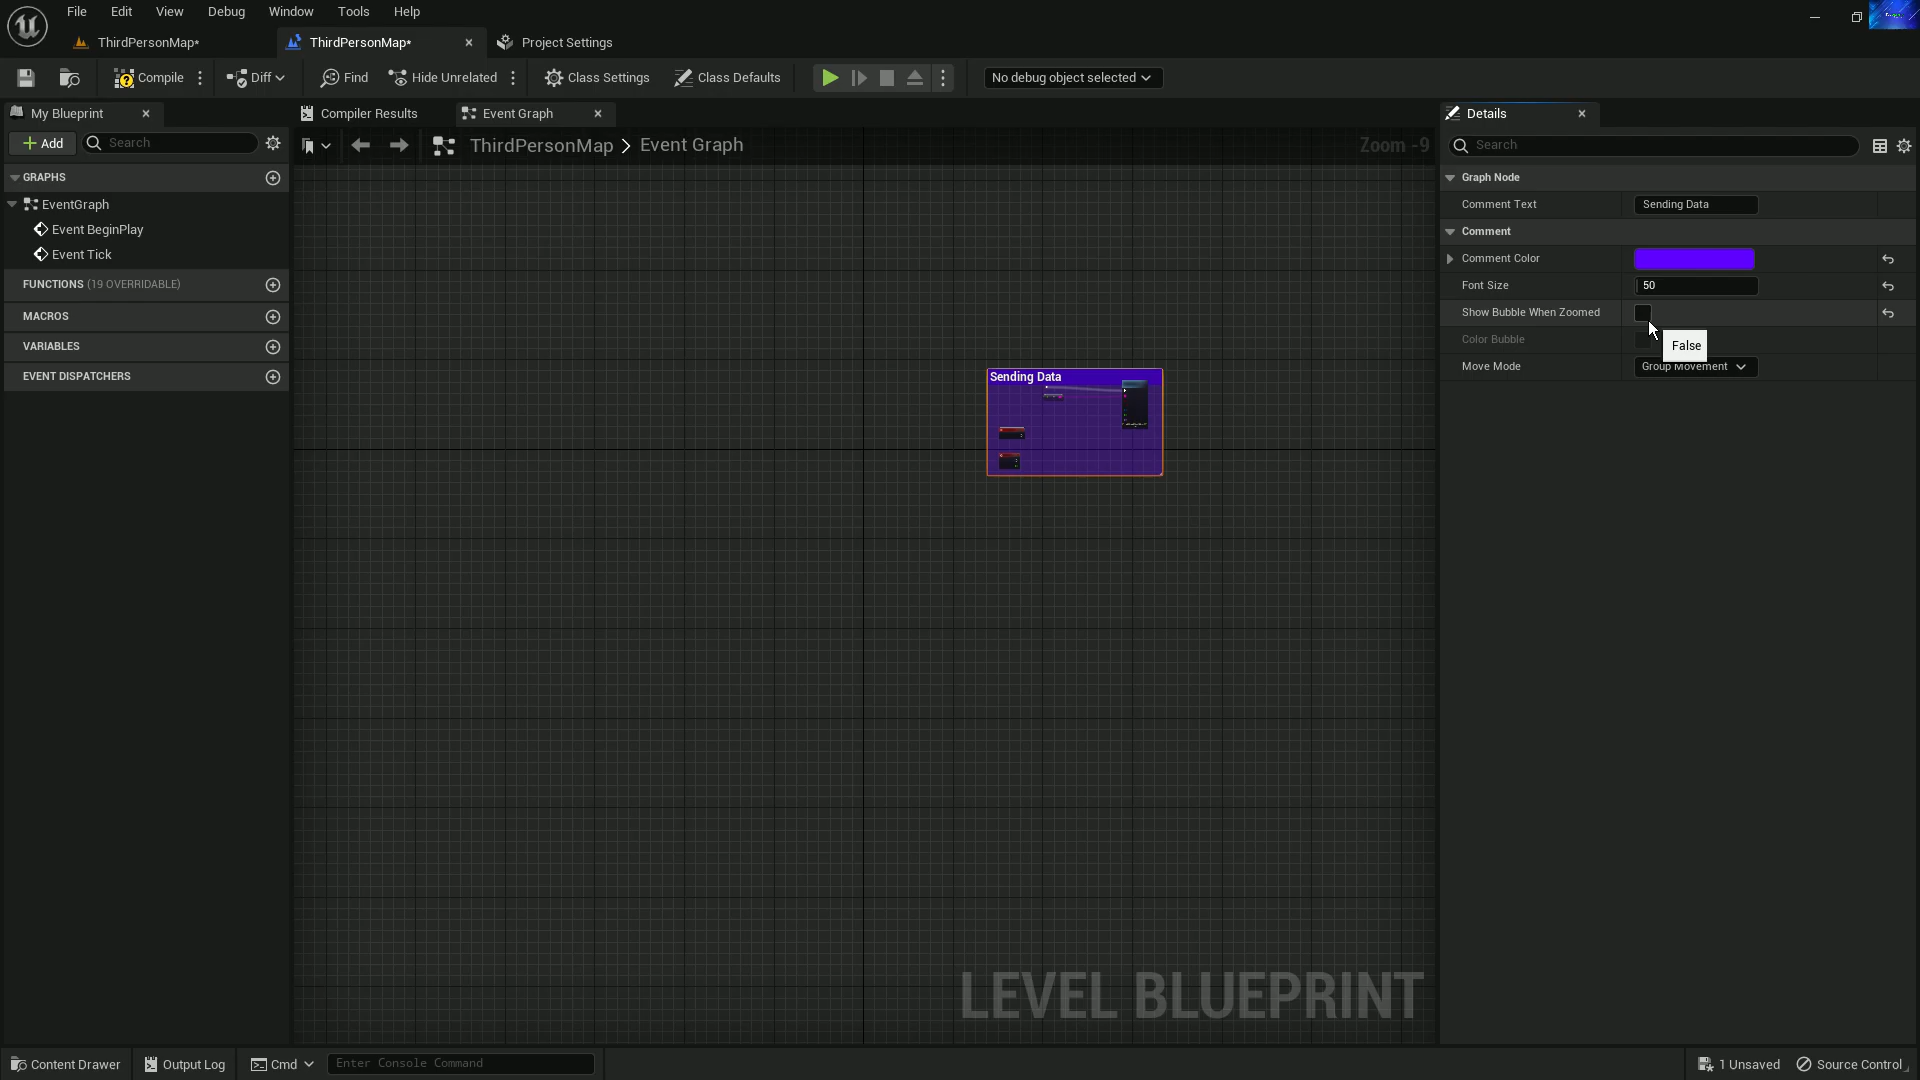 File Edit View Debug Window Tools Help
ThirdPersonMap* ThirdPersonMap* Project Settings
Compile Diff Find Hide Unrelated Class Settings Class Defaults No debug object selected
My Blueprint Compiler Results Event Graph Details
Add Search ThirdPersonMap > Event Graph Zoom -9 Search
GRAPHS
EventGraph
Event BeginPlay
Event Tick
FUNCTIONS (19 OVERRIDABLE)
MACROS
VARIABLES
EVENT DISPATCHERS
Sending Data
LEVEL BLUEPRINT
Graph Node
Comment Text Sending Data
Comment
Comment Color
Font Size 50
Show Bubble When Zoomed
Color Bubble False
Move Mode Group Movement
Content Drawer Output Log Cmd Enter Console Command 1 Unsaved Source Control